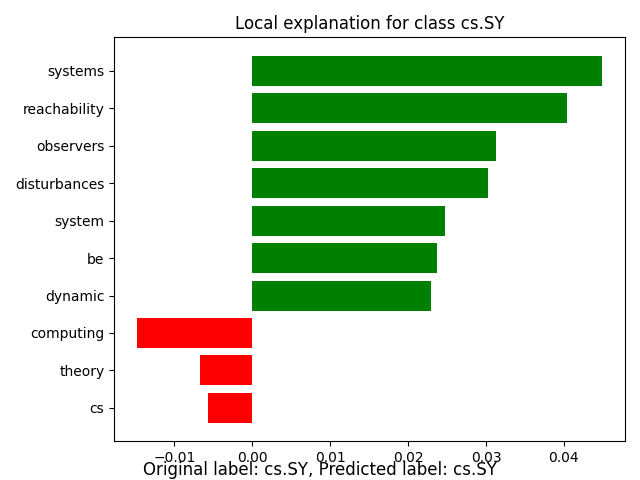 Local explanation for class cs.SY
systems
reachability
observers
disturbances
system
be
dynamic
computing
theory
cs
−0.01 0.00 0.01 0.02 0.03 0.04
Original label: cs.SY, Predicted label: cs.SY